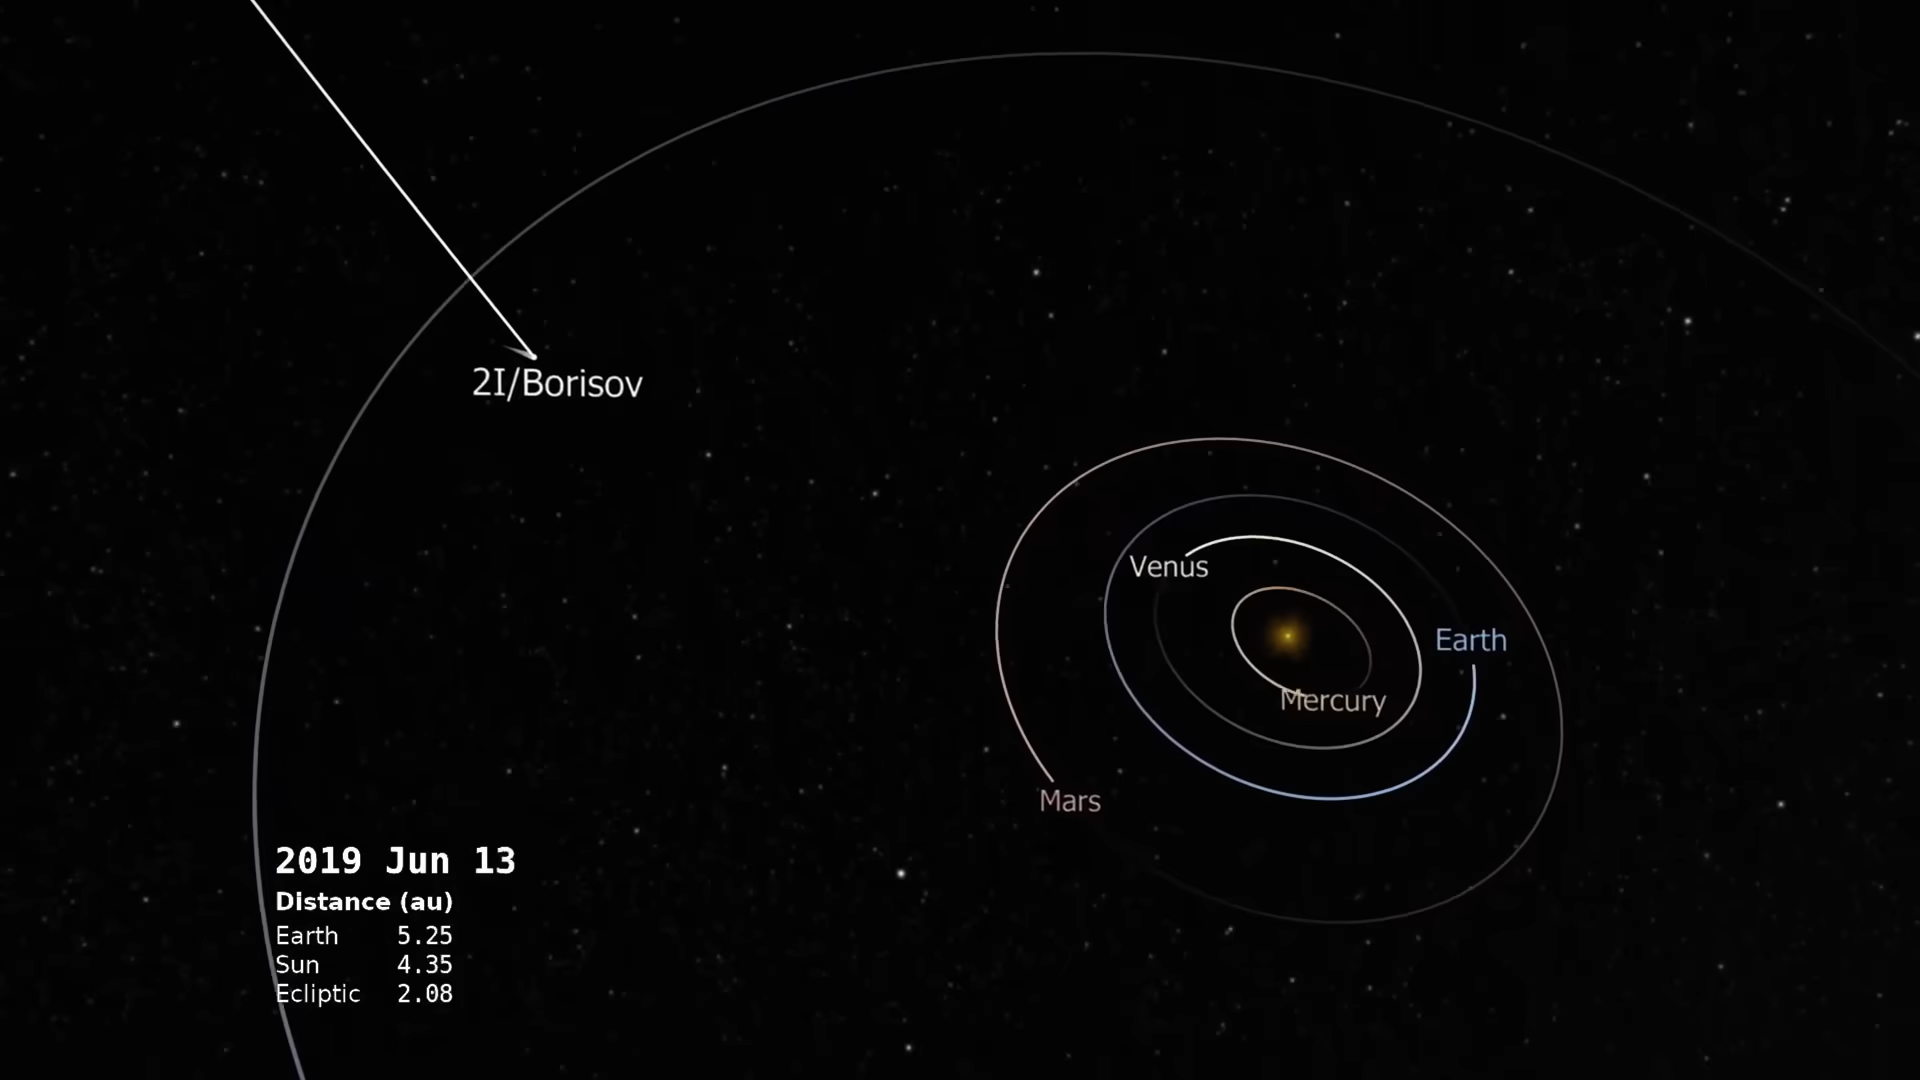 2I/Borisov
Venus
Earth
Mercury
Mars
2019 Jun 13
Distance (au)
Earth 5.25
Sun 4.35
Ecliptic 2.08